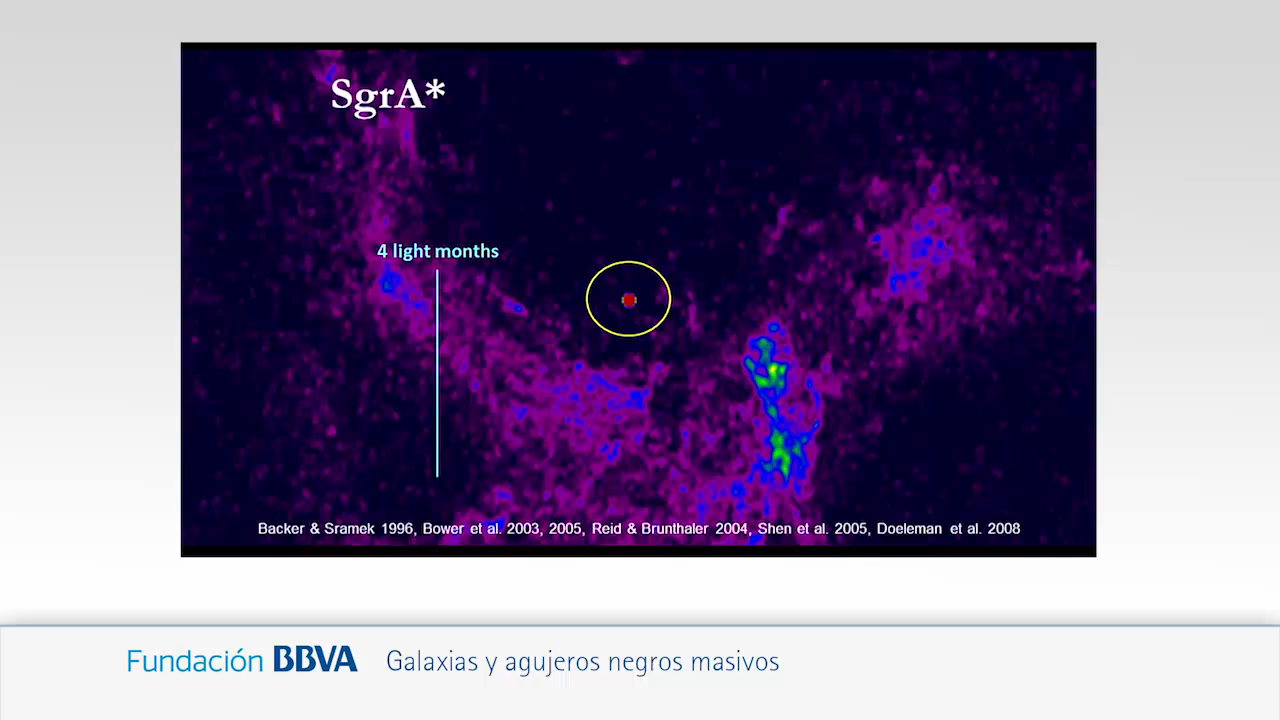 SgrA*
4 light months
Backer & Sramek 1996, Bower et al. 2003, 2005, Reid & Brunthaler 2004, Shen et al. 2005, Doeleman et al. 2008
Fundación BBVA Galaxias y agujeros negros masivos